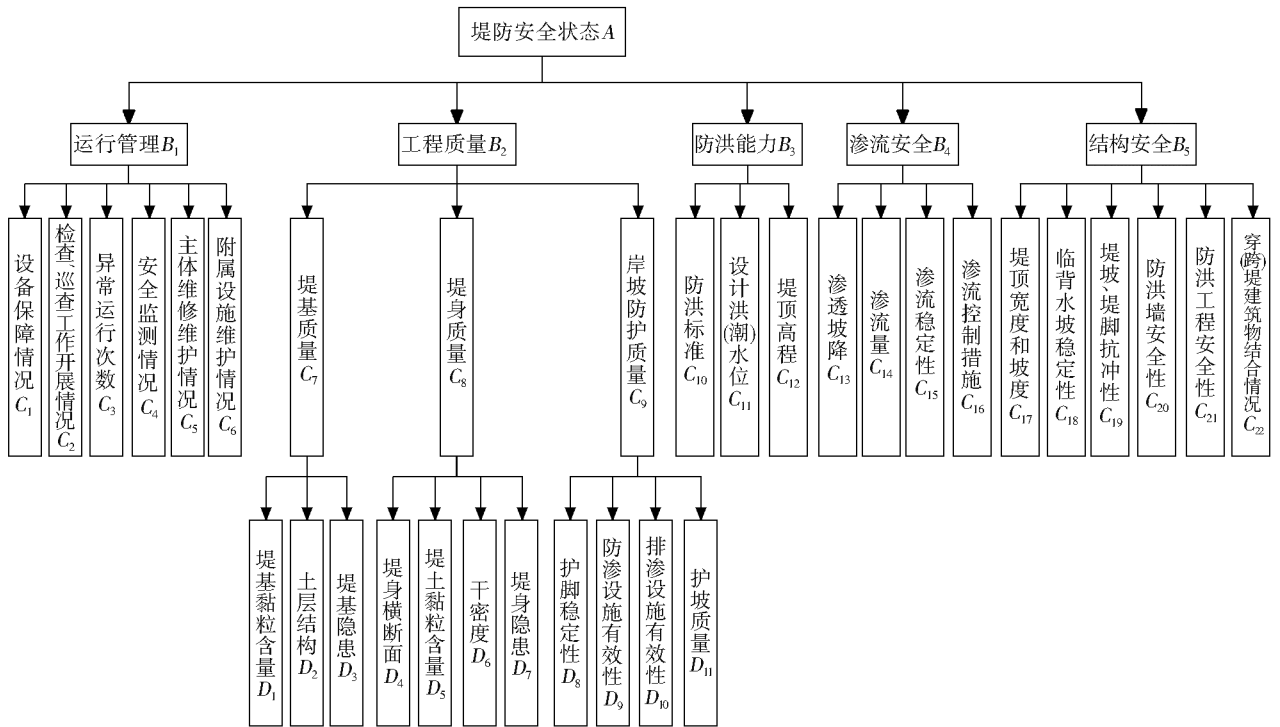 堤防安全状态A
运行管理B₁
工程质量B₂
防洪能力B₃
渗流安全B₄
结构安全B₅
设备保障情况C₁
检查、巡查工作开展情况C₂
异常运行次数C₃
安全监测情况C₄
主体维修维护情况C₅
附属设施维护情况C₆
堤基质量C₇
堤身质量C₈
岸坡防护质量C₉
防洪标准C₁₀
设计洪(潮)水位C₁₁
堤顶高程C₁₂
渗透坡降C₁₃
渗流量C₁₄
渗流稳定性C₁₅
渗流控制措施C₁₆
堤顶宽度和坡度C₁₇
临背水坡稳定性C₁₈
堤坡、堤脚抗冲性C₁₉
防洪墙安全性C₂₀
防洪工程安全性C₂₁
穿(跨)堤建筑物结合情况C₂₂
堤基黏粒含量D₁
土层结构D₂
堤基隐患D₃
堤身横断面D₄
堤土黏粒含量D₅
干密度D₆
堤身隐患D₇
护脚稳定性D₈
防渗设施有效性D₉
排渗设施有效性D₁₀
护坡质量D₁₁